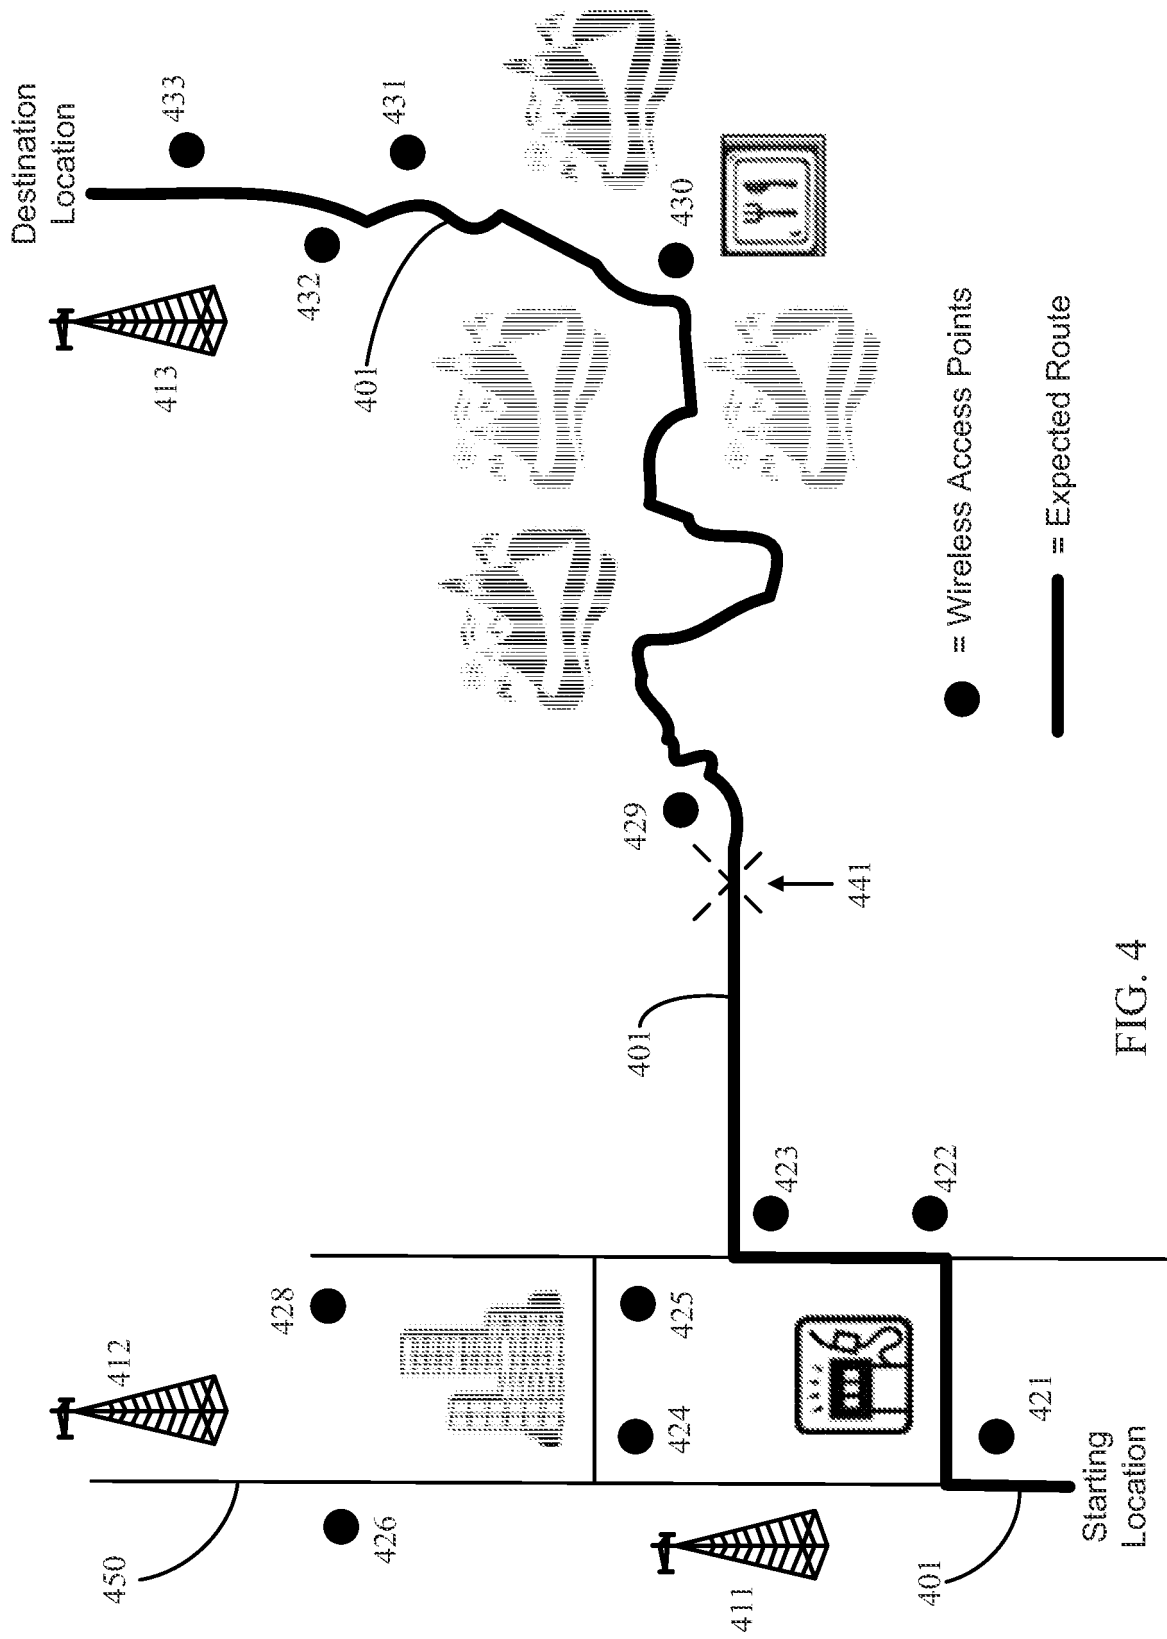 Destination
Location
433
431
432
413
401
430
= Wireless Access Points
= Expected Route
429
441
401
423
422
428
425
412
424
421
Starting
Location
426
450
411
401
FIG. 4